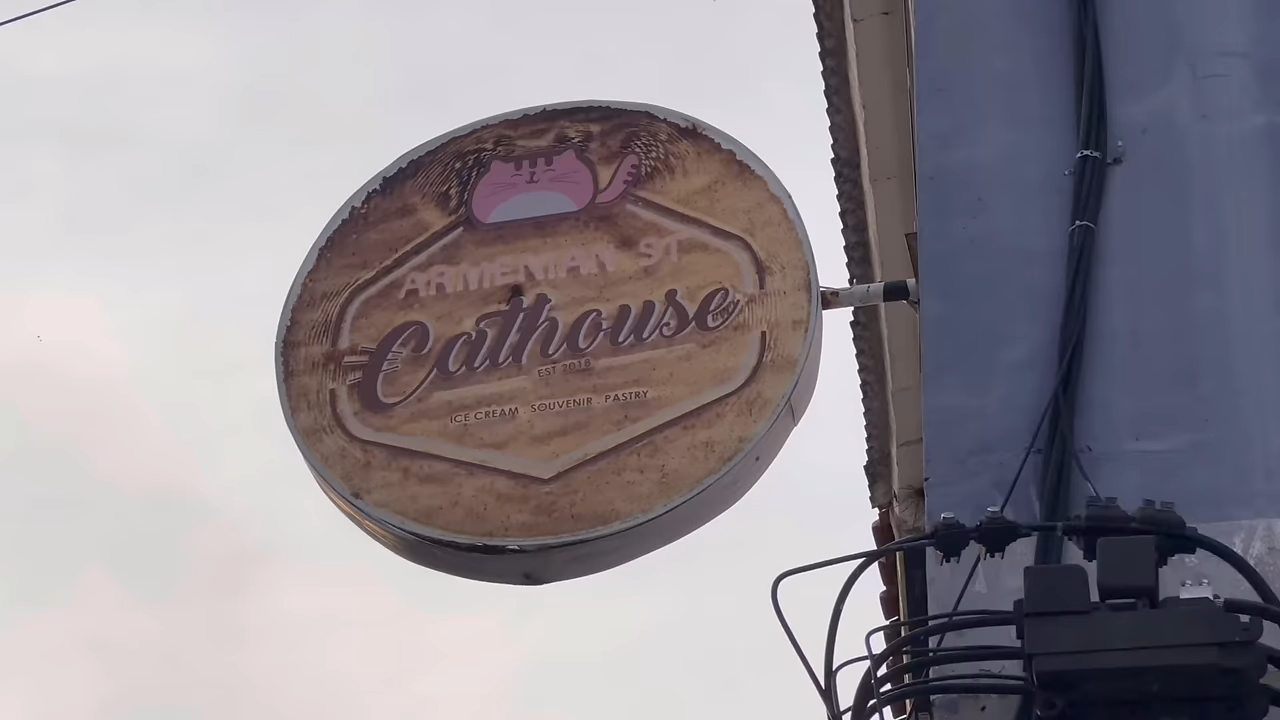 ARMENIAN ST
Cathouse
EST 2018
ICE CREAM . SOUVENIR . PASTRY